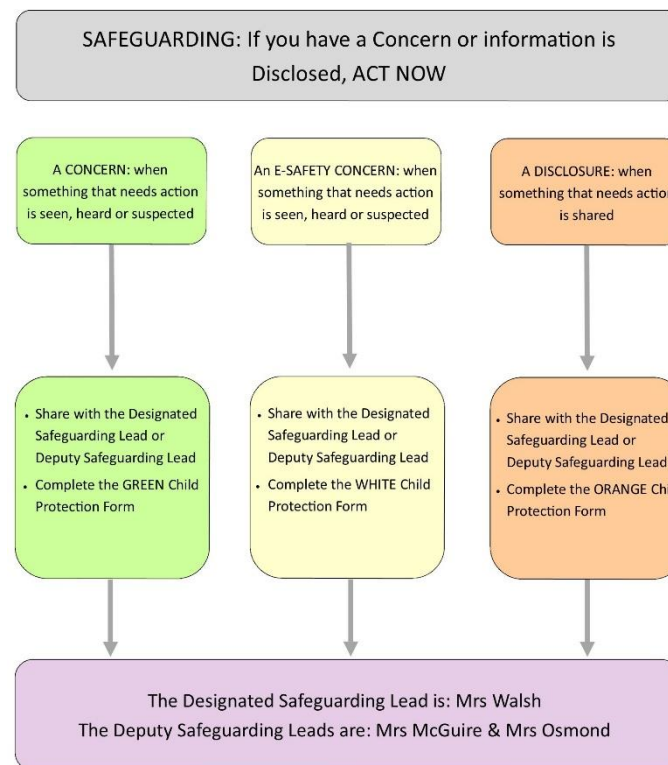 SAFEGUARDING: If you have a Concern or information is
Disclosed, ACT NOW
A CONCERN: when
something that needs action
is seen, heard or suspected
An E-SAFETY CONCERN: when
something that needs action
is seen, heard or suspected
A DISCLOSURE: when
something that needs action
is shared
• Share with the Designated
Safeguarding Lead or
Deputy Safeguarding Lead
• Complete the GREEN Child
Protection Form
• Share with the Designated
Safeguarding Lead or
Deputy Safeguarding Lead
• Complete the WHITE Child
Protection Form
• Share with the Designated
Safeguarding Lead or
Deputy Safeguarding Lead
• Complete the ORANGE Chi
Protection Form
The Designated Safeguarding Lead is: Mrs Walsh
The Deputy Safeguarding Leads are: Mrs McGuire & Mrs Osmond